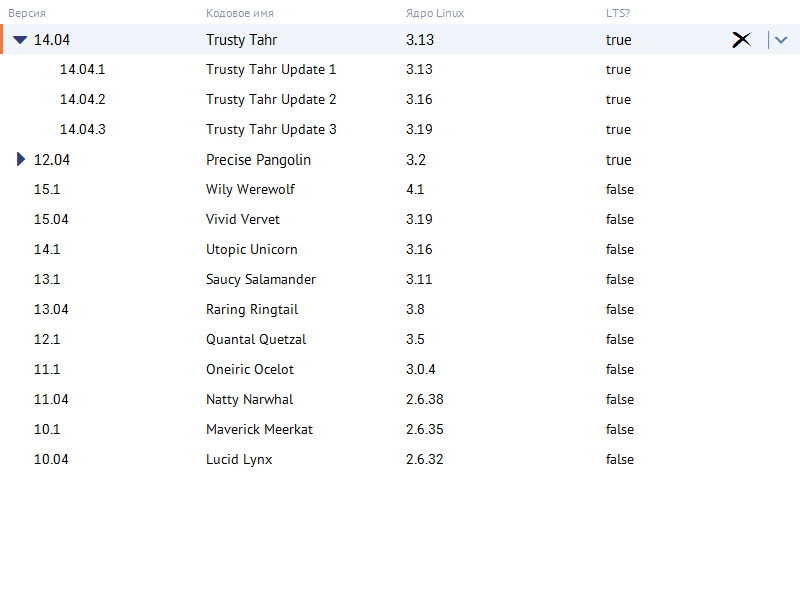 Версия Кодовое имя Ядро Linux LTS?
14.04 Trusty Tahr 3.13 true
14.04.1 Trusty Tahr Update 1 3.13 true
14.04.2 Trusty Tahr Update 2 3.16 true
14.04.3 Trusty Tahr Update 3 3.19 true
12.04 Precise Pangolin 3.2 true
15.1 Wily Werewolf 4.1 false
15.04 Vivid Vervet 3.19 false
14.1 Utopic Unicorn 3.16 false
13.1 Saucy Salamander 3.11 false
13.04 Raring Ringtail 3.8 false
12.1 Quantal Quetzal 3.5 false
11.1 Oneiric Ocelot 3.0.4 false
11.04 Natty Narwhal 2.6.38 false
10.1 Maverick Meerkat 2.6.35 false
10.04 Lucid Lynx 2.6.32 false